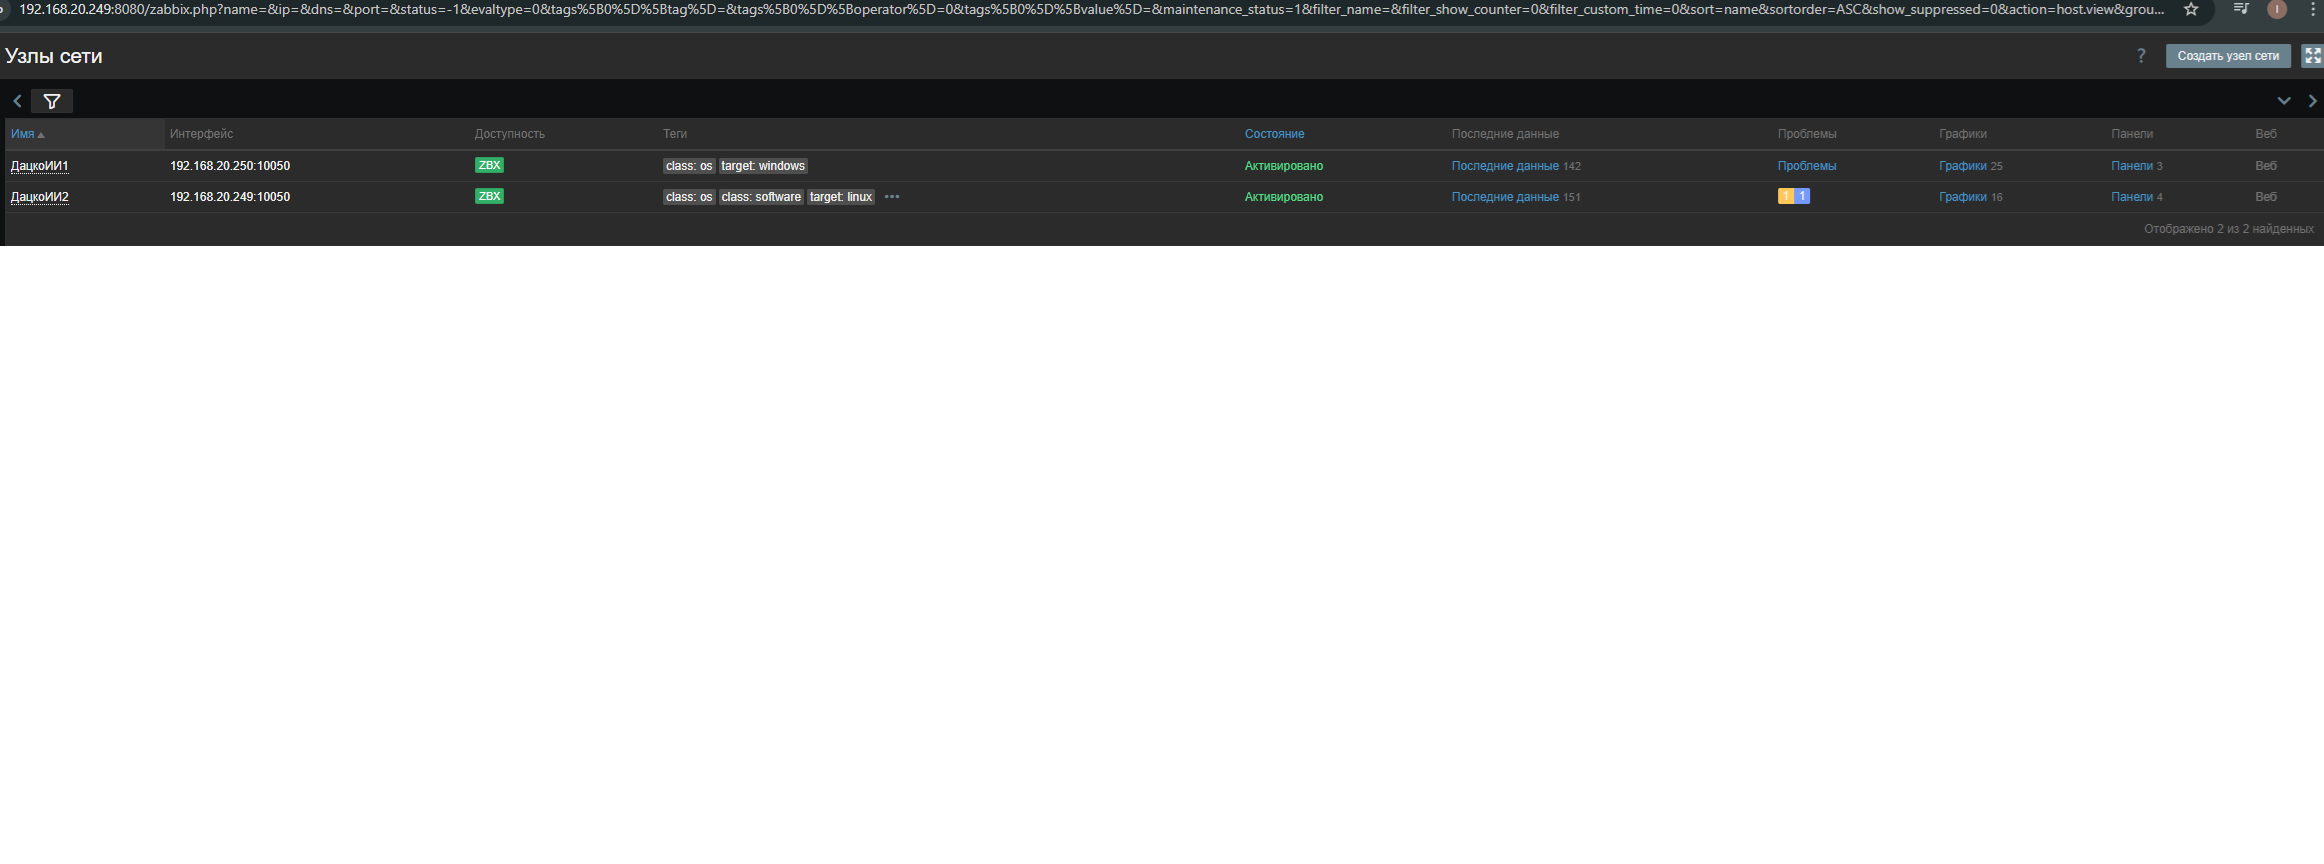 192.168.20.249:8080/zabbix.php?name=&ip=&dns=&port=&status=-1&evaltype=0&tags%5B0%5D%5Btag%5D=&tags%5B0%5D%5Boperator%5D=0&tags%5B0%5D%5Bvalue%5D=&maintenance_status=1&filter_name=&filter_show_counter=0&filter_custom_time=0&sort=name&sortorder=ASC&show_suppressed=0&action=host.view&grou...
I
Узлы сети ? Создать узел сети
Имя Интерфейс Доступность Теги Состояние Последние данные Проблемы Графики Панели Веб
ДацкоИИ1 192.168.20.250:10050 ZBX class: os target: windows Активировано Последние данные 142 Проблемы Графики 25 Панели 3 Веб
ДацкоИИ2 192.168.20.249:10050 ZBX class: os class: software target: linux ••• Активировано Последние данные 151 1 1 Графики 16 Панели 4 Веб
Отображено 2 из 2 найденных